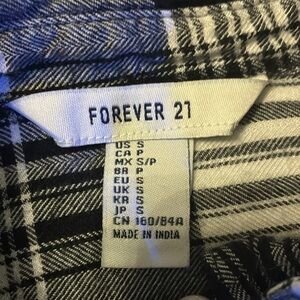 FOREVER 21
US S
CA P
MX S/P
BR P
EU S
UK S
KR S
JP S
CN 160/84A
MADE IN INDIA